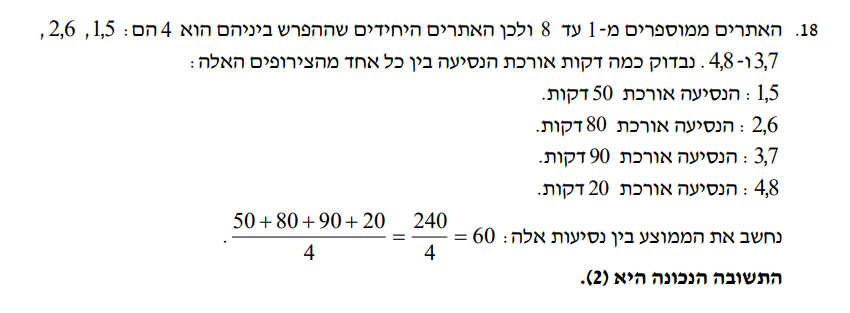 18. האתרים ממוספרים מ-1 עד 8 ולכן האתרים היחידים שההפרש ביניהם הוא 4 הם: 1,5, 2,6,
3,7 ו-4,8. נבדוק כמה דקות אורכת הנסיעה בין כל אחד מהצירופים האלה:
1,5: הנסיעה אורכת 50 דקות.
2,6: הנסיעה אורכת 80 דקות.
3,7: הנסיעה אורכת 90 דקות.
4,8: הנסיעה אורכת 20 דקות.
נחשב את הממוצע בין נסיעות אלה: (50+80+90+20)/4 = 240/4 = 60.
התשובה הנכונה היא (2).